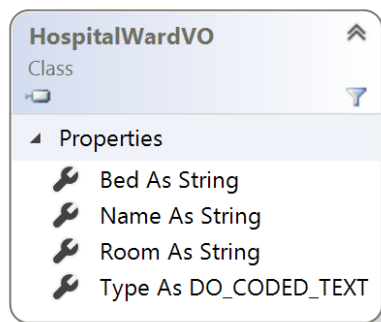 HospitalWardVO
Class
Properties
Bed As String
Name As String
Room As String
Type As DO_CODED_TEXT